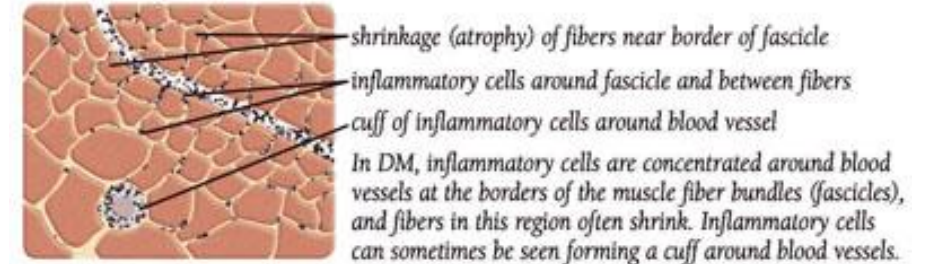 shrinkage (atrophy) of fibers near border of fascicle
inflammatory cells around fascicle and between fibers
cuff of inflammatory cells around blood vessel
In DM, inflammatory cells are concentrated around blood
vessels at the borders of the muscle fiber bundles (fascicles),
and fibers in this region often shrink. Inflammatory cells
can sometimes be seen forming a cuff around blood vessels.